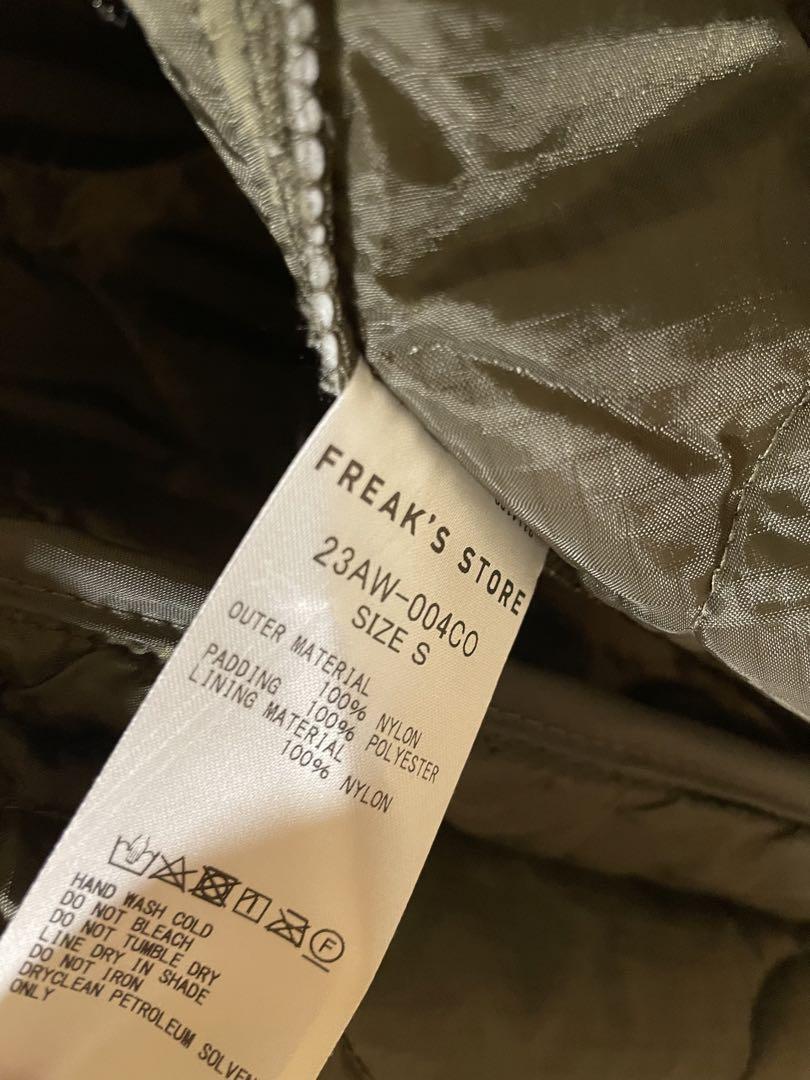 FREAK'S STORE
23AW-004CO
SIZE S
OUTER MATERIAL
100% NYLON
PADDING 100% POLYESTER
LINING MATERIAL
100% NYLON
F
HAND WASH COLD
DO NOT BLEACH
DO NOT TUMBLE DRY
LINE DRY IN SHADE
DO NOT IRON
DRYCLEAN PETROLEUM SOLVEN
ONLY